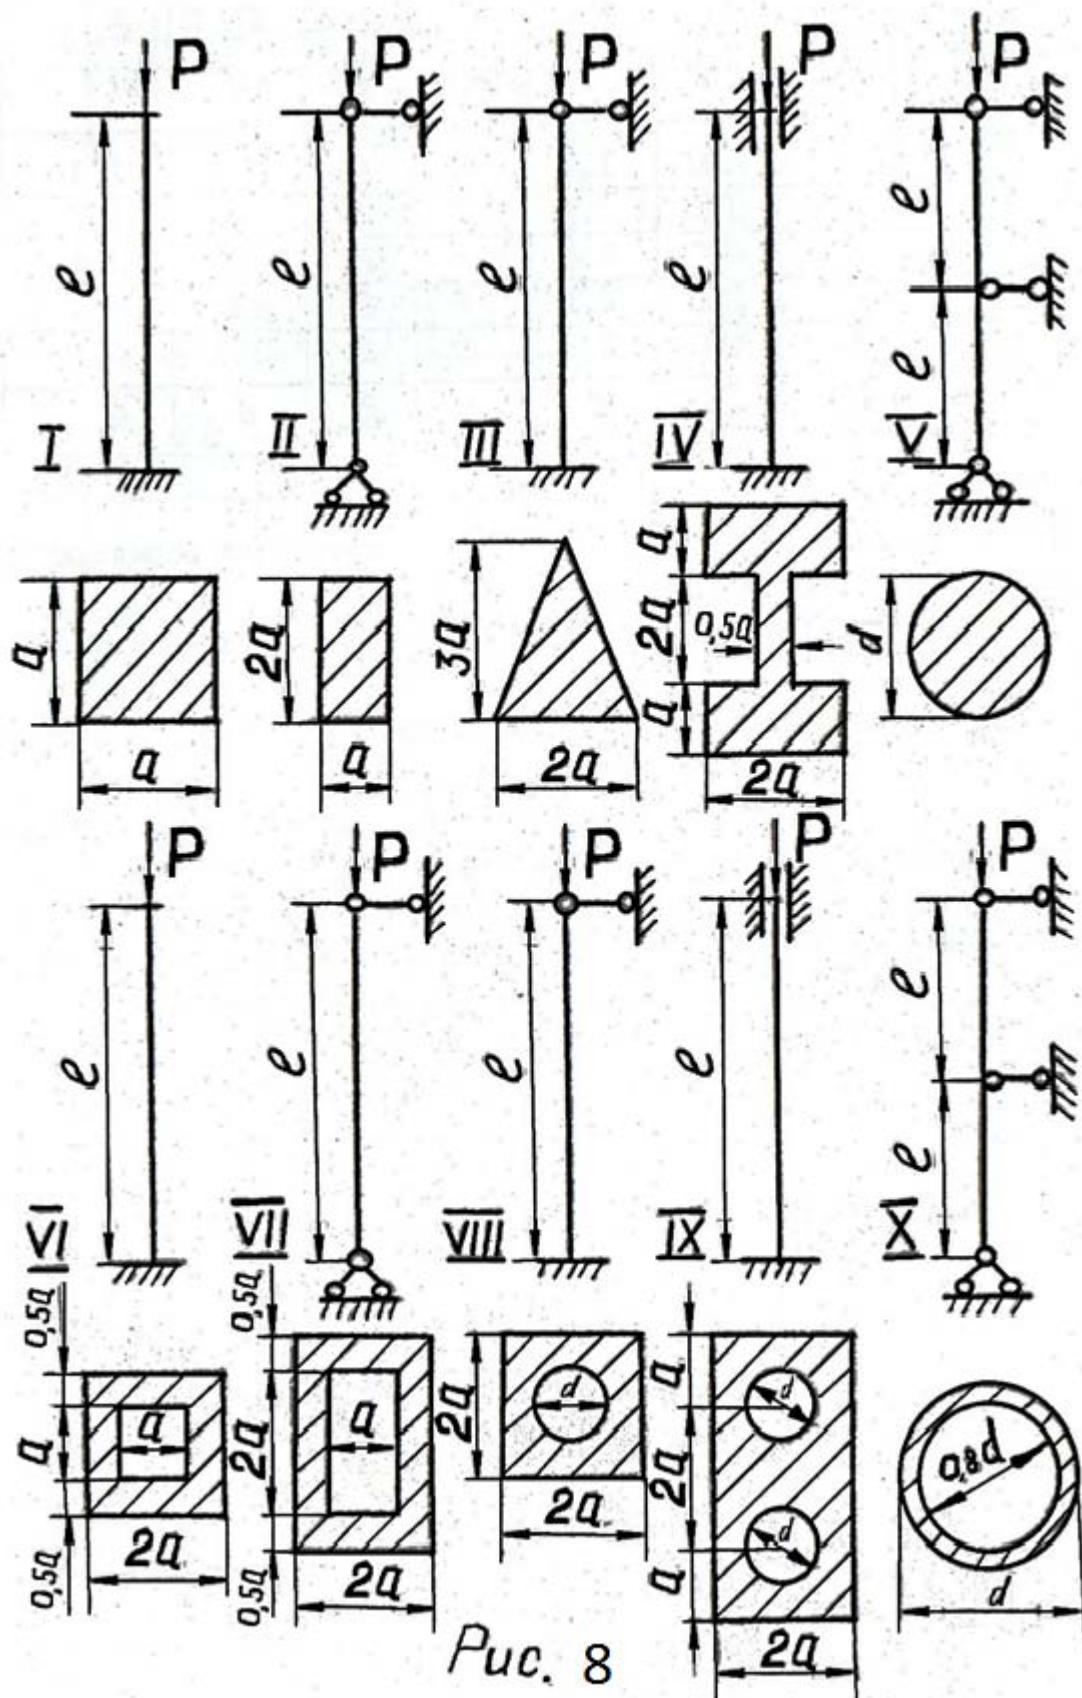 P P P P P
l l l l l
l
I II III IV VI
a 2a 3a a 2a a 0,5a d
a a 2a 2a
P P P P P
l l l l l
l
VI VII VIII IX X
0,5a a 0,5a a 2a
0,5a 2a 0,5a a 2a
2a d 2a
a 2a a d d 2a
0,8d d
Рис. 8